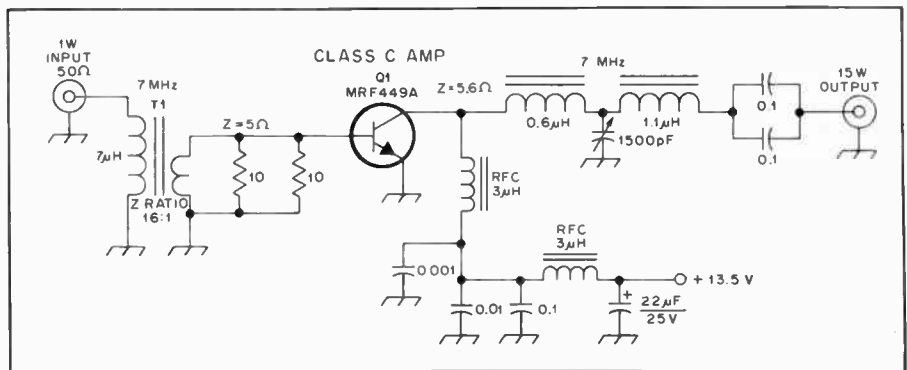 1W
INPUT
50Ω
7 MHz
T1
7μH
Z RATIO
16:1
Z=5Ω
10
10
CLASS C AMP
Q1
MRF449A
Z=5.6Ω
7 MHz
0.6μH
1.1μH
1500pF
0.1
0.1
15W
OUTPUT
RFC
3μH
0.001
0.01
0.1
RFC
3μH
+
22μF
25V
+ 13.5 V